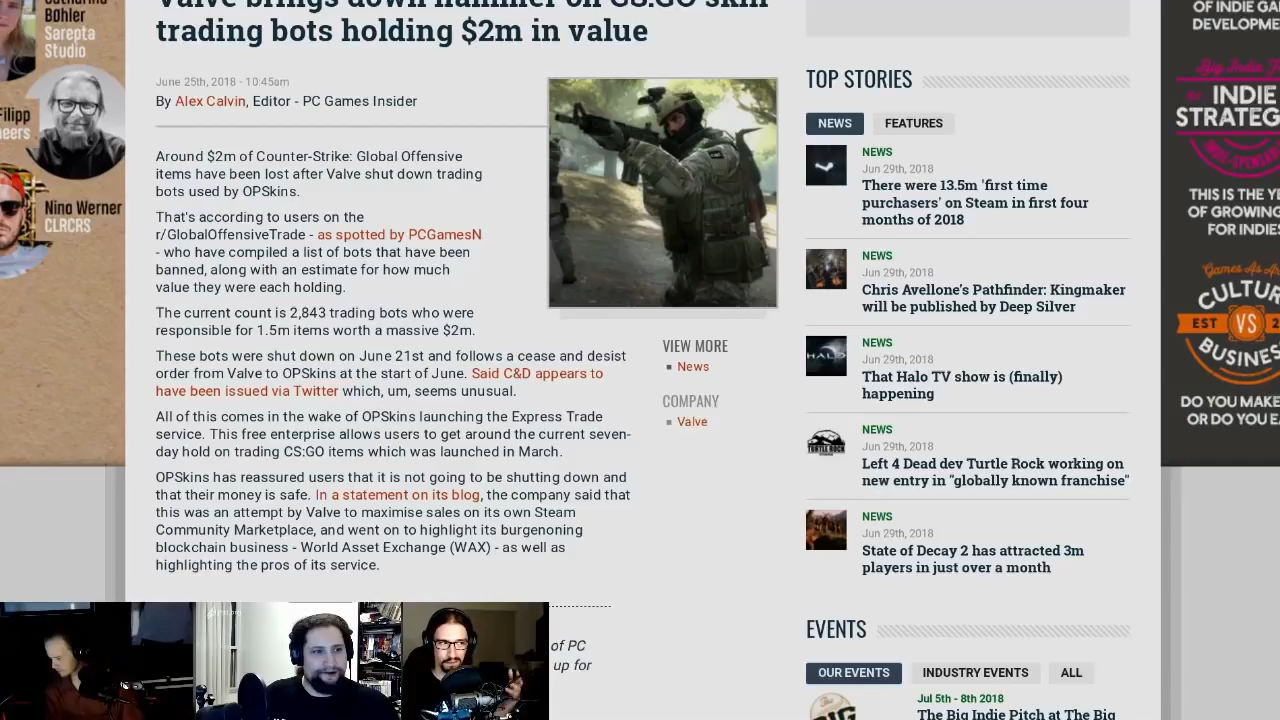 Valve brings down hammer on CS:GO skin
trading bots holding $2m in value
June 25th, 2018 - 10:45am
By Alex Calvin, Editor - PC Games Insider
Around $2m of Counter-Strike: Global Offensive
items have been lost after Valve shut down trading
bots used by OPSkins.
That's according to users on the
r/GlobalOffensiveTrade - as spotted by PCGamesN
- who have compiled a list of bots that have been
banned, along with an estimate for how much
value they were each holding.
The current count is 2,843 trading bots who were
responsible for 1.5m items worth a massive $2m.
These bots were shut down on June 21st and follows a cease and desist
order from Valve to OPSkins at the start of June. Said C&D appears to
have been issued via Twitter which, um, seems unusual.
All of this comes in the wake of OPSkins launching the Express Trade
service. This free enterprise allows users to get around the current seven-
day hold on trading CS:GO items which was launched in March.
OPSkins has reassured users that it is not going to be shutting down and
that their money is safe. In a statement on its blog, the company said that
this was an attempt by Valve to maximise sales on its own Steam
Community Marketplace, and went on to highlight its burgenoning
blockchain business - World Asset Exchange (WAX) - as well as
highlighting the pros of its service.
of PC
up for
VIEW MORE
News
COMPANY
Valve
TOP STORIES
NEWS
FEATURES
NEWS
Jun 29th, 2018
There were 13.5m 'first time
purchasers' on Steam in first four
months of 2018
NEWS
Jun 29th, 2018
Chris Avellone's Pathfinder: Kingmaker
will be published by Deep Silver
NEWS
Jun 29th, 2018
That Halo TV show is (finally)
happening
HALO
NEWS
Jun 29th, 2018
Left 4 Dead dev Turtle Rock working on
new entry in "globally known franchise"
TURTLE ROCK
NEWS
Jun 29th, 2018
State of Decay 2 has attracted 3m
players in just over a month
EVENTS
OUR EVENTS
INDUSTRY EVENTS
ALL
Jul 5th - 8th 2018
The Big Indie Pitch at The Big
BIG
Catharina
Bøhler
Sarepta
Studio
Filipp
neers
Nino Werner
CLRCRS
OF INDIE GA
DEVELOPME
Big Indie
INDIE
STRATEG
THIS IS THE YE
OF GROWING
FOR INDIES
Games As Ar
CULTUR
EST VS 2
BUSINES
DO YOU MAKE
OR DO YOU E